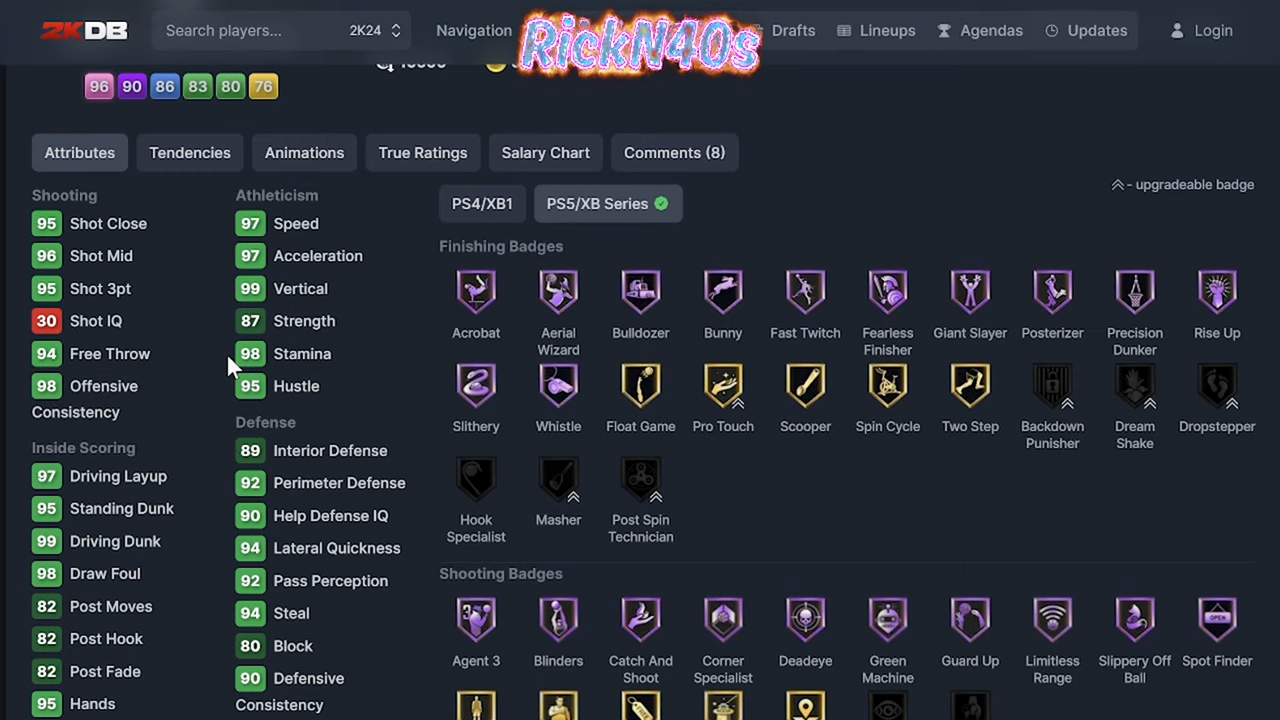 2KDB
Search players...
2K24
Navigation
RickN40s
Drafts
Lineups
Agendas
Updates
Login
96 90 86 83 80 76
Attributes
Tendencies
Animations
True Ratings
Salary Chart
Comments (8)
- upgradeable badge
Shooting
95 Shot Close
96 Shot Mid
95 Shot 3pt
30 Shot IQ
94 Free Throw
98 Offensive
Consistency
Inside Scoring
97 Driving Layup
95 Standing Dunk
99 Driving Dunk
98 Draw Foul
82 Post Moves
82 Post Hook
82 Post Fade
95 Hands
Athleticism
97 Speed
97 Acceleration
99 Vertical
87 Strength
98 Stamina
95 Hustle
Defense
89 Interior Defense
92 Perimeter Defense
90 Help Defense IQ
94 Lateral Quickness
92 Pass Perception
94 Steal
80 Block
90 Defensive
Consistency
PS4/XB1
PS5/XB Series
Finishing Badges
Acrobat
Aerial
Wizard
Bulldozer
Bunny
Fast Twitch
Fearless
Finisher
Giant Slayer
Posterizer
Precision
Dunker
Rise Up
Slithery
Whistle
Float Game
Pro Touch
Scooper
Spin Cycle
Two Step
Backdown
Punisher
Dream
Shake
Dropstepper
Hook
Specialist
Masher
Post Spin
Technician
Shooting Badges
3
OPEN
Agent 3
Blinders
Catch And
Shoot
Corner
Specialist
Deadeye
Green
Machine
Guard Up
Limitless
Range
Slippery Off
Ball
Spot Finder